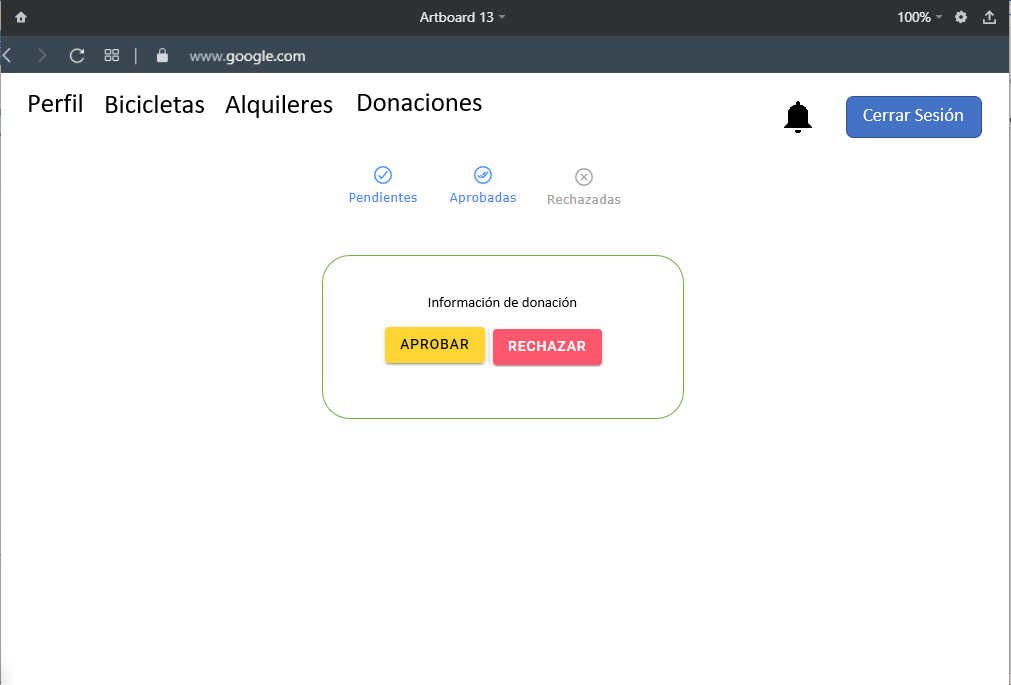 Artboard 13
100%
www.google.com
Perfil Bicicletas Alquileres Donaciones
Cerrar Sesión
Pendientes Aprobadas Rechazadas
Información de donación
APROBAR RECHAZAR